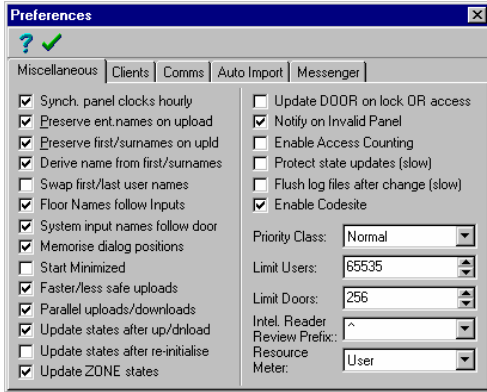 Preferences
Miscellaneous
Clients
Comms
Auto Import
Messenger
Synch. panel clocks hourly
Preserve ent.names on upload
Preserve first/surnames on upld
Derive name from first/surnames
Swap first/last user names
Floor Names follow Inputs
System input names follow door
Memorise dialog positions
Start Minimized
Faster/less safe uploads
Parallel uploads/downloads
Update states after up/dnload
Update states after re-initialise
Update ZONE states
Update DOOR on lock OR access
Notify on Invalid Panel
Enable Access Counting
Protect state updates (slow)
Flush log files after change (slow)
Enable Codesite
Priority Class: Normal
Limit Users: 65535
Limit Doors: 256
Intel. Reader
Review Prefix:: ^
Resource
Meter: User